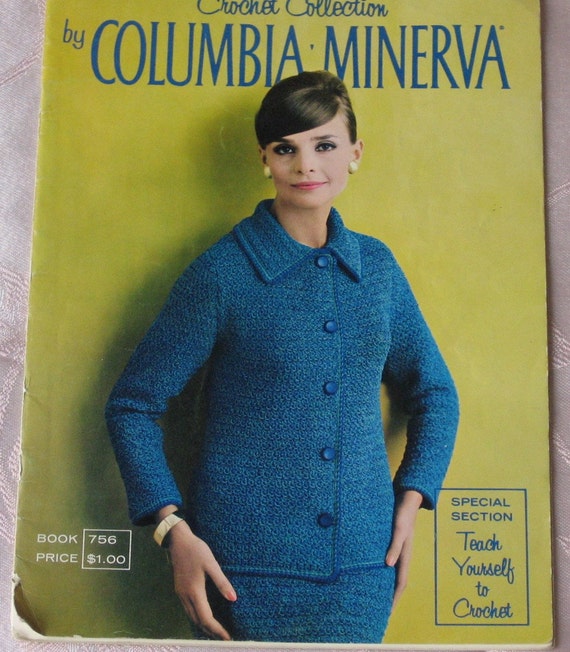 Crochet Collection
by COLUMBIA · MINERVA®
BOOK 756
PRICE $1.00
SPECIAL
SECTION
Teach
Yourself
to
Crochet